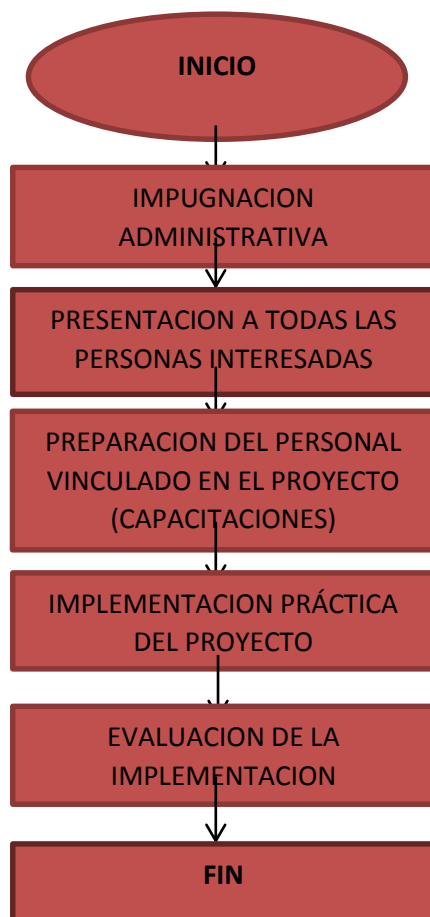 INICIO
IMPUGNACION
ADMINISTRATIVA
PRESENTACION A TODAS LAS
PERSONAS INTERESADAS
PREPARACION DEL PERSONAL
VINCULADO EN EL PROYECTO
(CAPACITACIONES)
IMPLEMENTACION PRÁCTICA
DEL PROYECTO
EVALUACION DE LA
IMPLEMENTACION
FIN